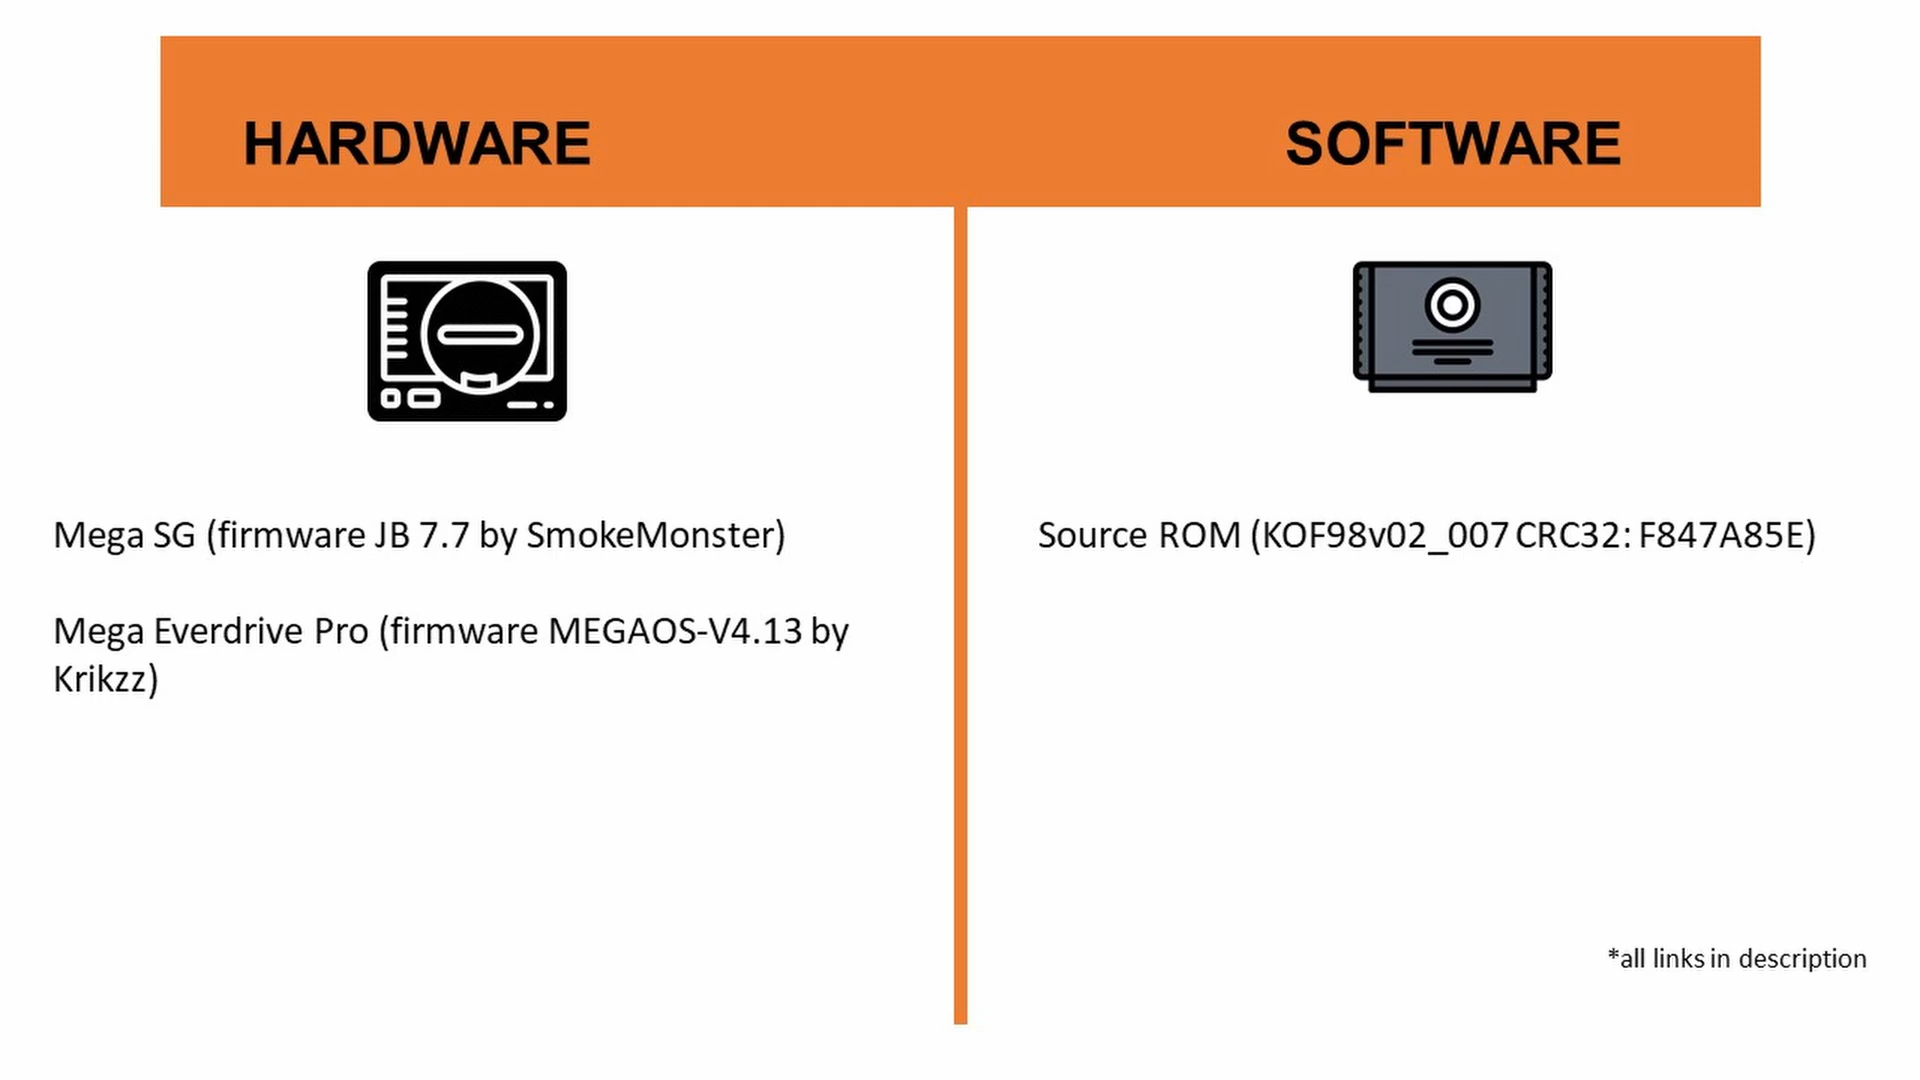 HARDWARE
SOFTWARE
Mega SG (firmware JB 7.7 by SmokeMonster)
Mega Everdrive Pro (firmware MEGAOS-V4.13 by
Krikzz)
Source ROM (KOF98v02_007 CRC32: F847A85E)
*all links in description